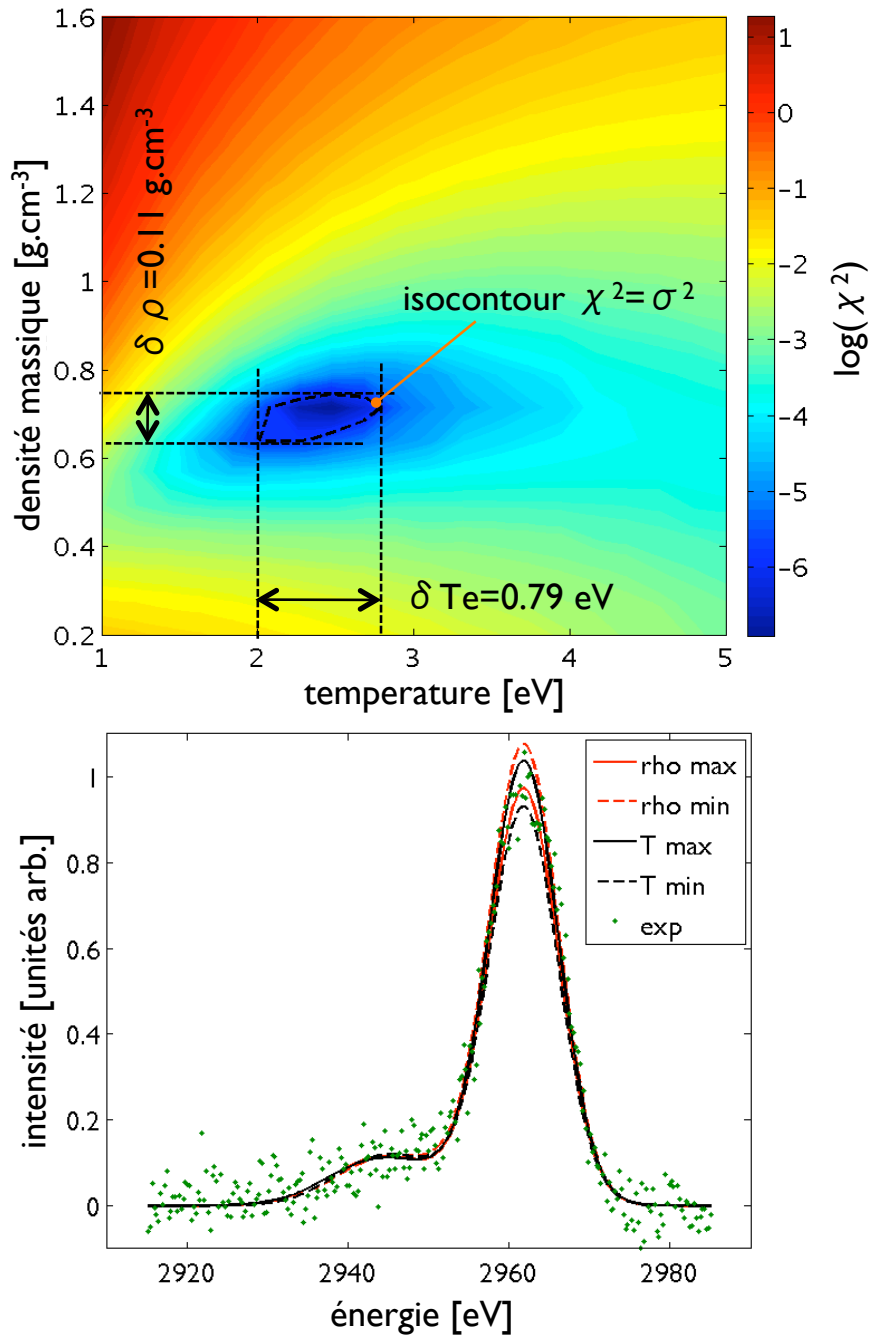 1.6
1.4
1.2
1
0.8
0.6
0.4
0.2
densité massique [g.cm-3]
δ ρ =0.11 g.cm-3
isocontour χ²=σ²
δ Te=0.79 eV
1 2 3 4 5
temperature [eV]
1
0
−1
−2
−3
−4
−5
−6
log(χ²)
1
0.8
0.6
0.4
0.2
0
intensité [unités arb.]
rho max
rho min
T max
T min
exp
2920 2940 2960 2980
énergie [eV]